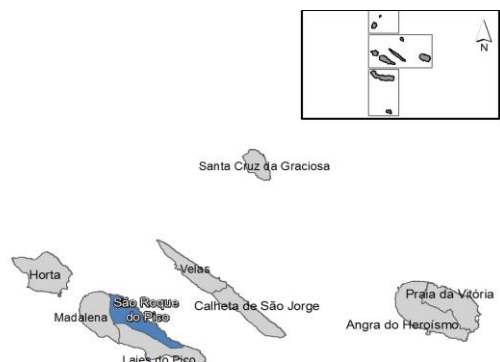 N
Santa Cruz da Graciosa
Horta
Velas
São Roque
do Pico
Madalena
Calheta de São Jorge
Praia da Vitória
Angra do Heroísmo
Lajes do Pico